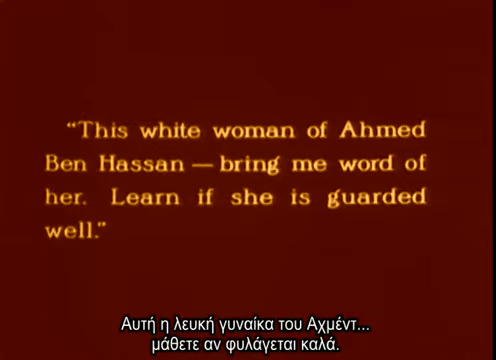 “This white woman of Ahmed
Ben Hassan — bring me word of
her. Learn if she is guarded
well.”
Αυτή η λευκή γυναίκα του Αχμέντ...
μάθετε αν φυλάγεται καλά.